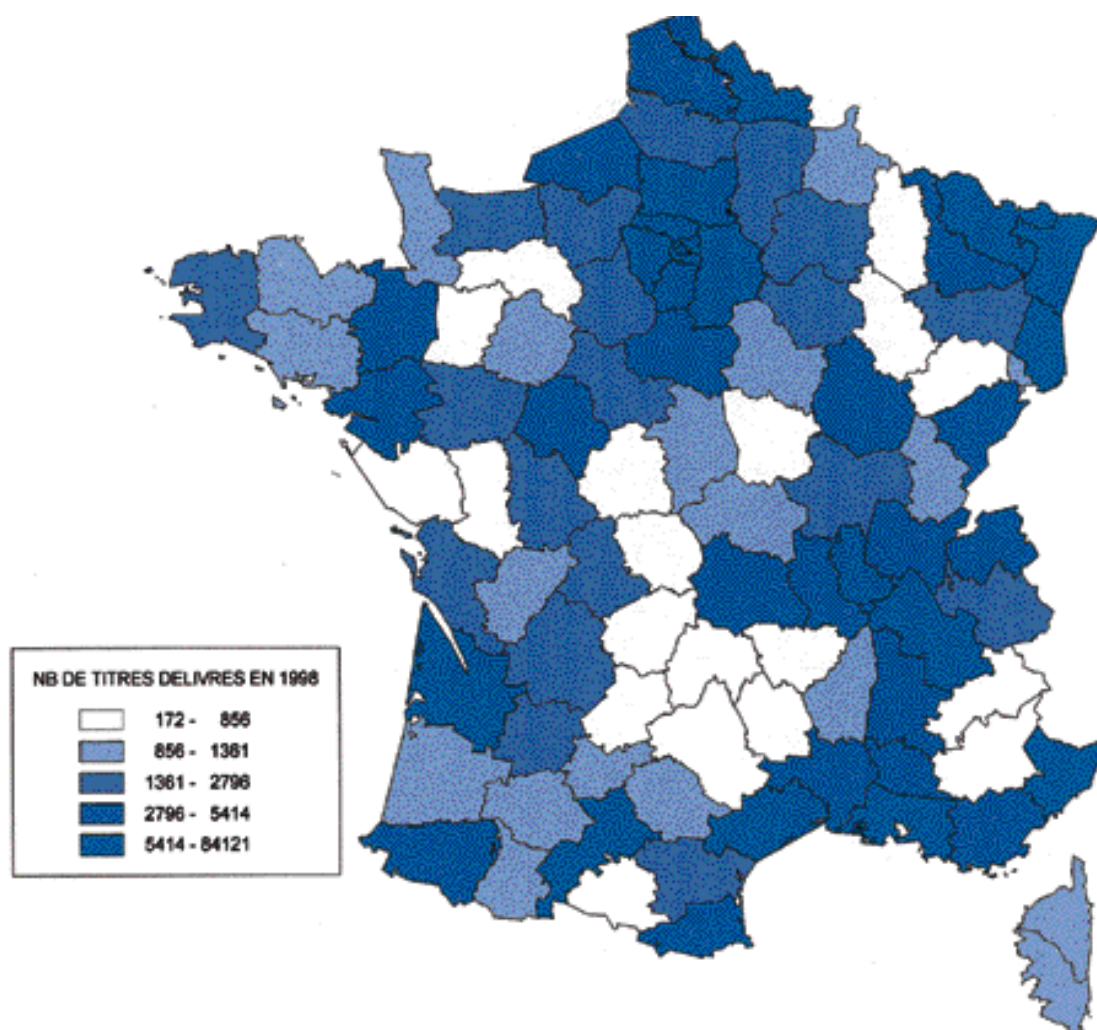 NB DE TITRES DELIVRES EN 1998
172 - 856
856 - 1361
1361 - 2796
2796 - 5414
5414 - 84121